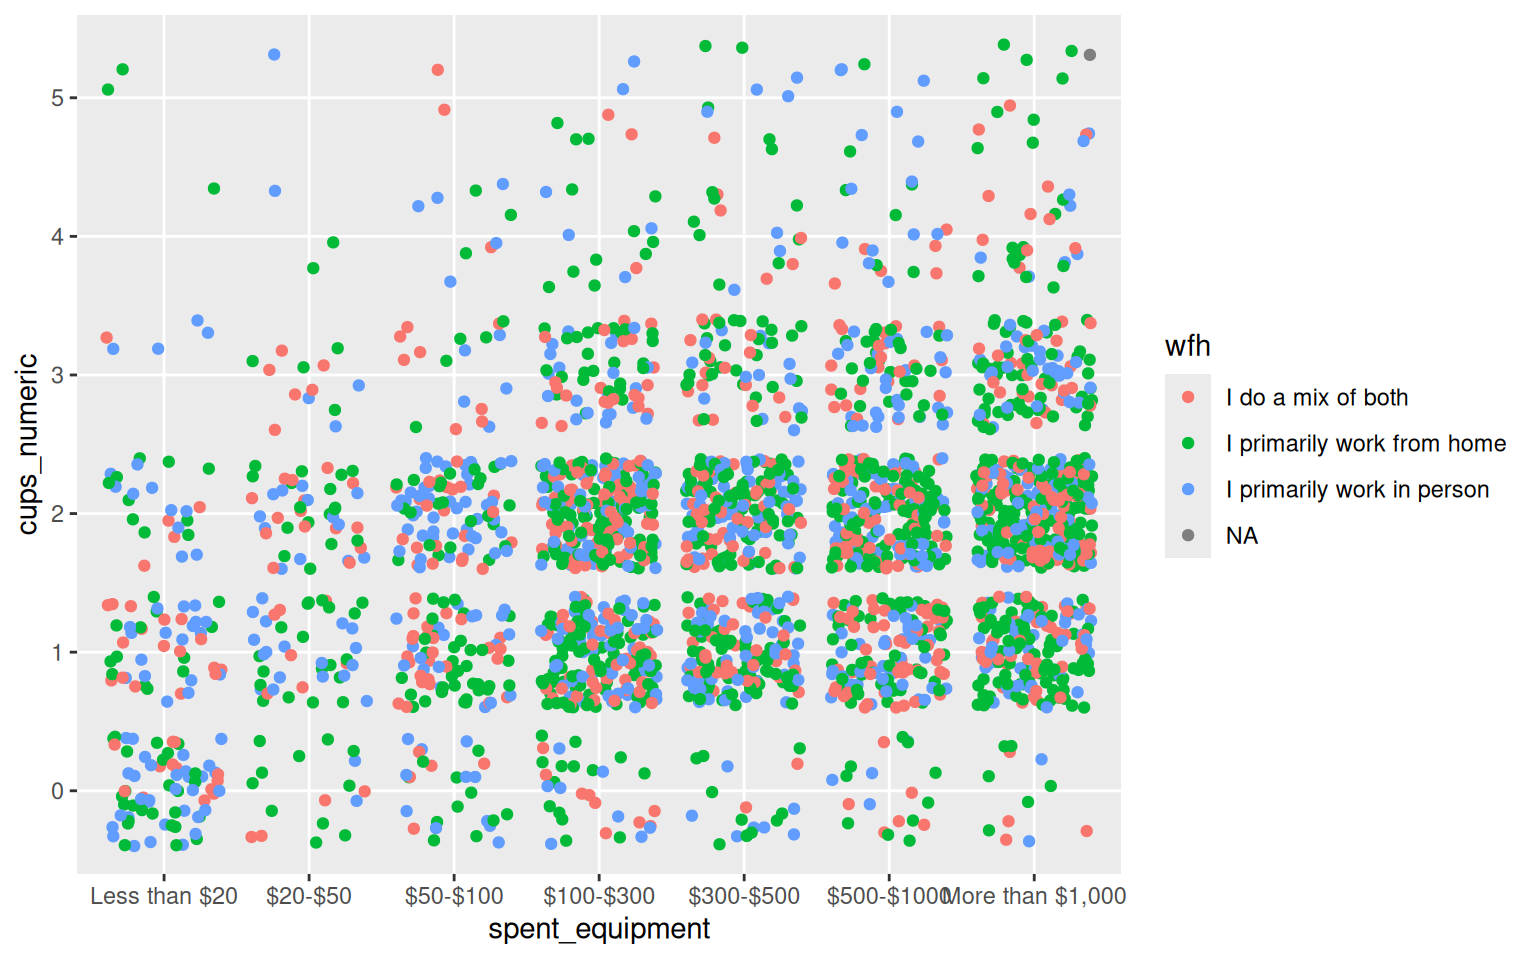 cups_numeric
5
4
3
2
1
0
Less than $20
$20-$50
$50-$100
$100-$300
$300-$500
$500-$1000
More than $1,000
spent_equipment
wfh
I do a mix of both
I primarily work from home
I primarily work in person
NA